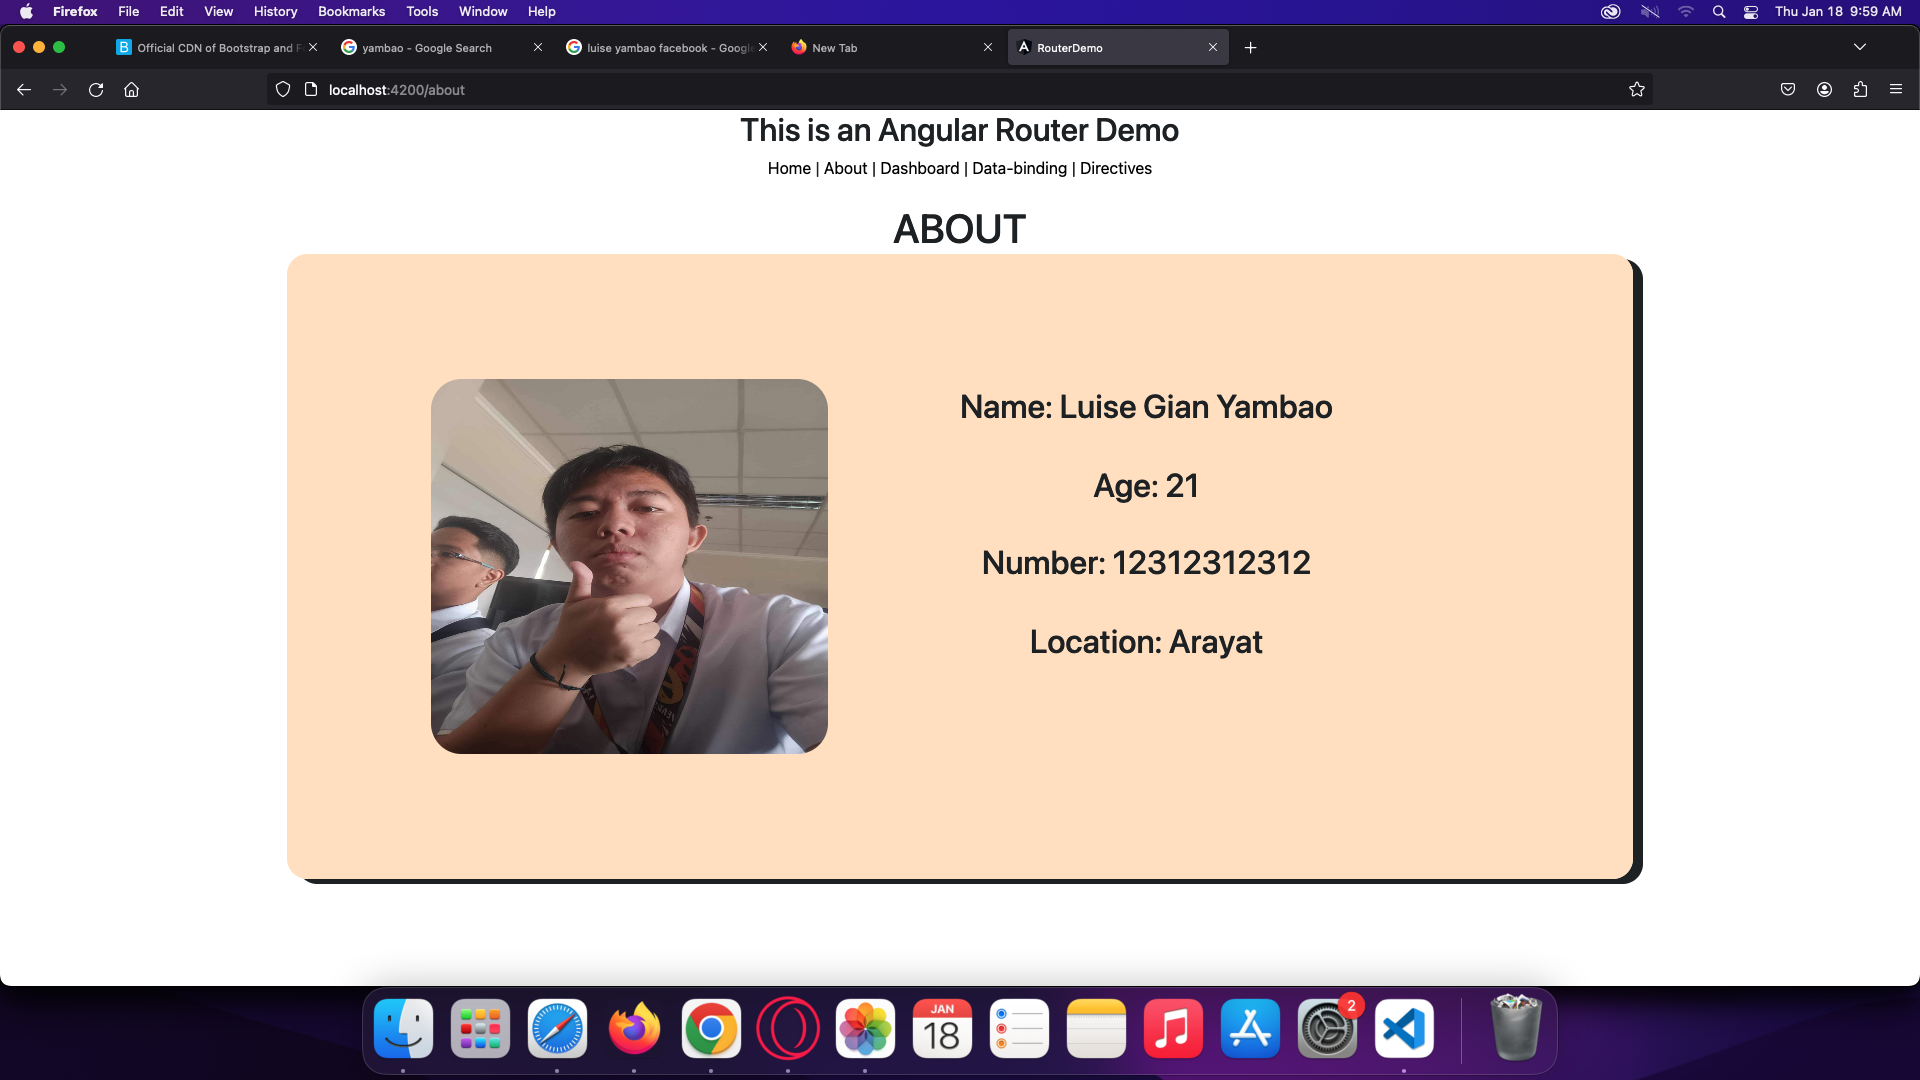 Firefox File Edit View History Bookmarks Tools Window Help Thu Jan 18 9:59 AM
Official CDN of Bootstrap and F yambao - Google Search luise yambao facebook - Google New Tab RouterDemo
localhost:4200/about
This is an Angular Router Demo
Home | About | Dashboard | Data-binding | Directives
ABOUT
Name: Luise Gian Yambao
Age: 21
Number: 12312312312
Location: Arayat
JAN
18
2